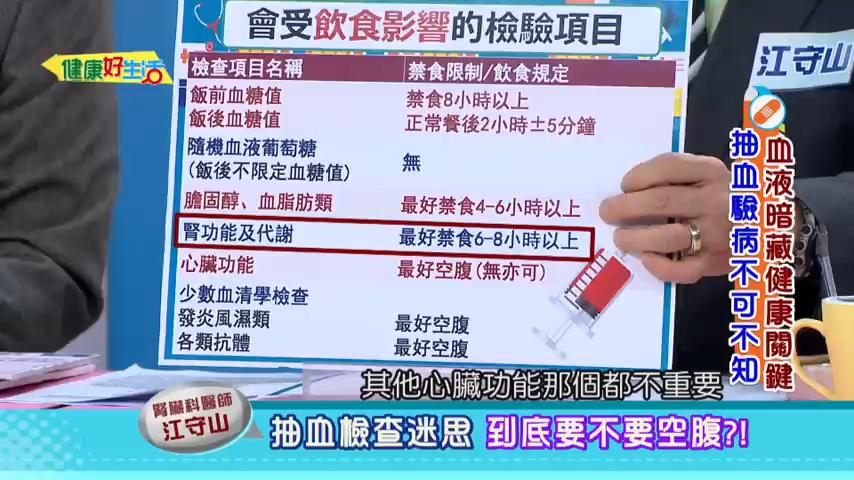 會受飲食影響的檢驗項目
健康好生活
江守山
檢查項目名稱 禁食限制/飲食規定
飯前血糖值 禁食8小時以上
飯後血糖值 正常餐後2小時±5分鐘
隨機血液葡萄糖
(飯後不限定血糖值) 無
膽固醇、血脂肪類 最好禁食4-6小時以上
腎功能及代謝 最好禁食6-8小時以上
心臟功能 最好空腹(無亦可)
少數血清學檢查
發炎風濕類 最好空腹
各類抗體 最好空腹
血液暗藏健康關鍵
抽血驗病不可不知
其他心臟功能那個都不重要
腎臟科醫師
江守山
抽血檢查迷思 到底要不要空腹?!